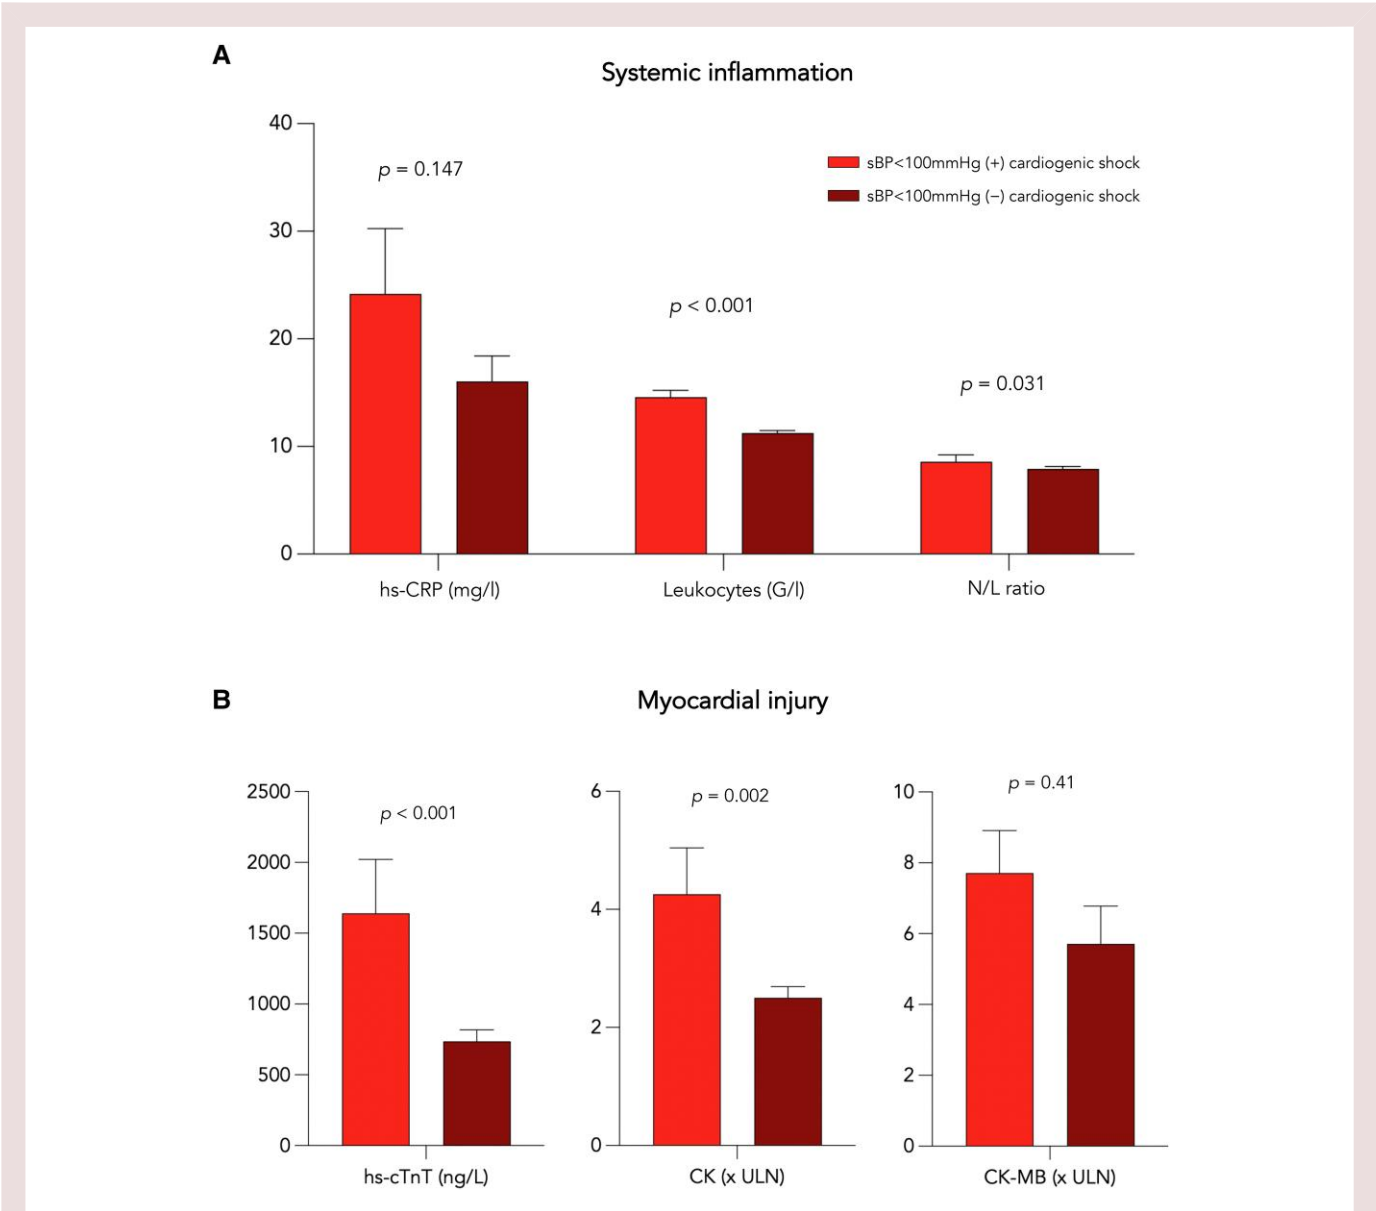 A
Systemic inflammation
40
30
20
10
0
p = 0.147
p < 0.001
p = 0.031
sBP<100mmHg (+) cardiogenic shock
sBP<100mmHg (−) cardiogenic shock
hs-CRP (mg/l)
Leukocytes (G/l)
N/L ratio
B
Myocardial injury
2500
2000
1500
1000
500
0
p < 0.001
hs-cTnT (ng/L)
6
4
2
0
p = 0.002
CK (x ULN)
10
8
6
4
2
0
p = 0.41
CK-MB (x ULN)